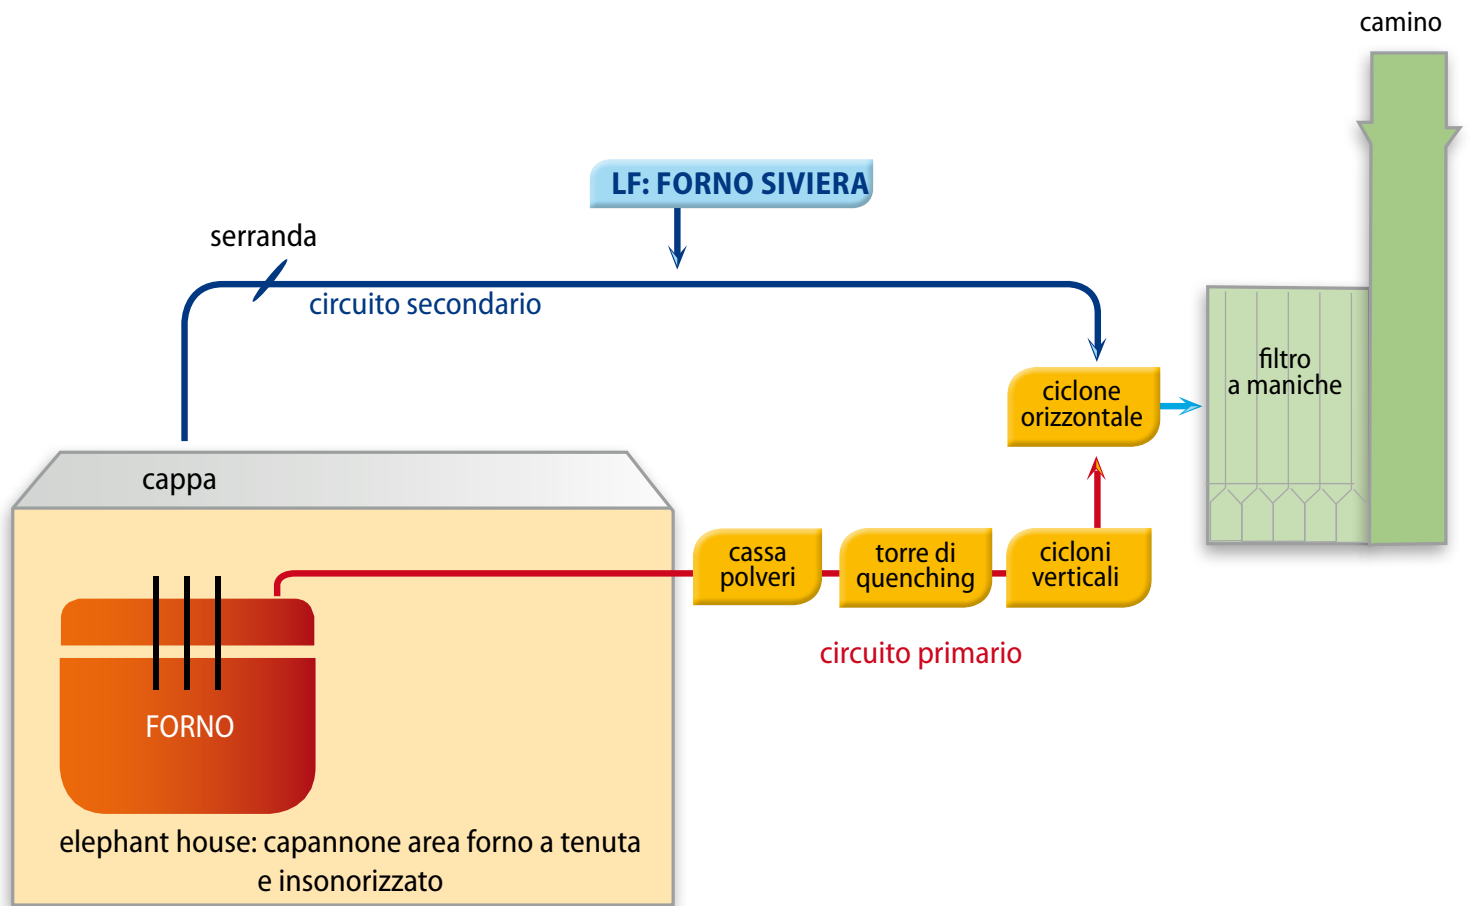 camino
LF: FORNO SIVIERA
serranda
circuito secondario
filtro
a maniche
ciclone
orizzontale
cappa
cassa
polveri
torre di
quenching
cicloni
verticali
circuito primario
FORNO
elephant house: capannone area forno a tenuta
e insonorizzato